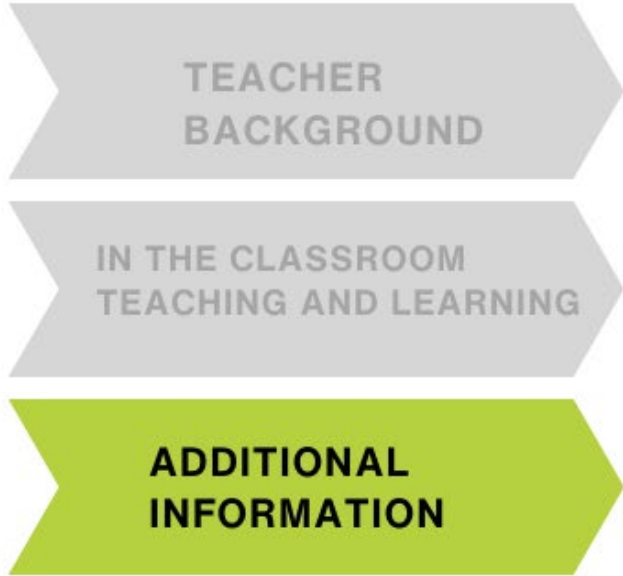 TEACHER
BACKGROUND
IN THE CLASSROOM
TEACHING AND LEARNING
ADDITIONAL
INFORMATION